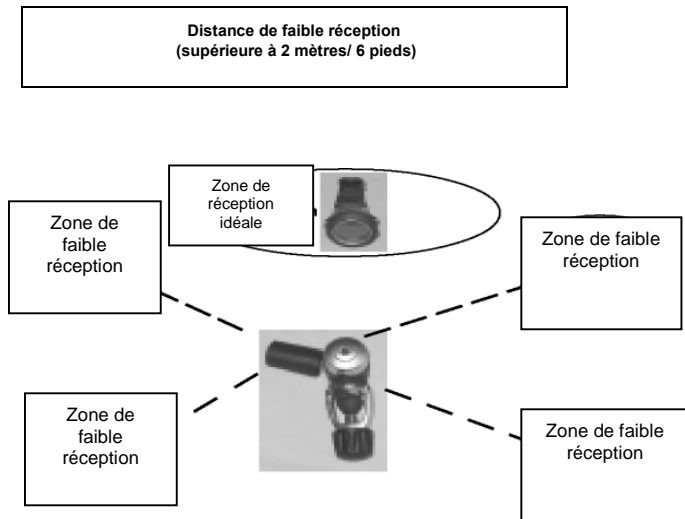 Distance de faible réception
(supérieure à 2 mètres/ 6 pieds)
Zone de
réception
idéale
Zone de
faible
réception
Zone de faible
réception
Zone de
faible
réception
Zone de faible
réception